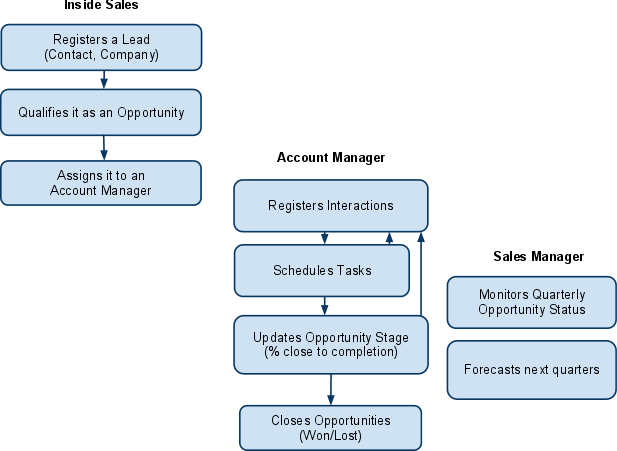 Inside Sales
Registers a Lead
(Contact, Company)
Qualifies it as an Opportunity
Assigns it to an
Account Manager
Account Manager
Registers Interactions
Schedules Tasks
Updates Opportunity Stage
(% close to completion)
Closes Opportunities
(Won/Lost)
Sales Manager
Monitors Quarterly
Opportunity Status
Forecasts next quarters